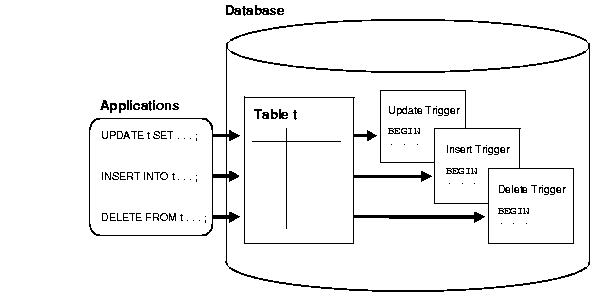 Database
Applications
UPDATE t SET . . . ;
INSERT INTO t . . . ;
DELETE FROM t . . . ;
Table t
Update Trigger
BEGIN
. . .
Insert Trigger
BEGIN
. . .
Delete Trigger
BEGIN
. . .